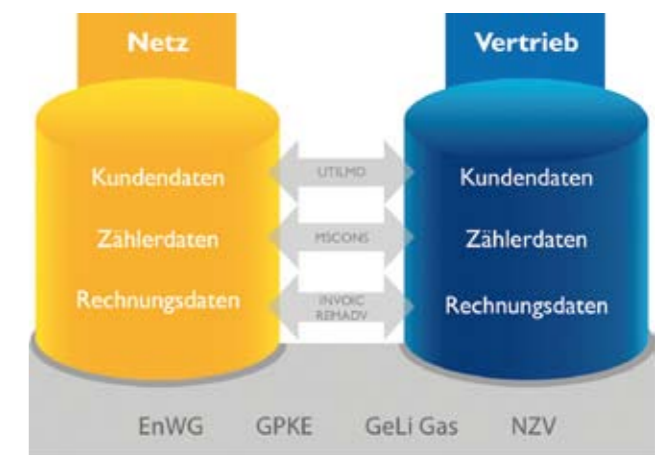 Netz
Vertrieb
Kundendaten
UTILMD
Kundendaten
Zählerdaten
MSCONS
Zählerdaten
Rechnungsdaten
INVOIC
REMADV
Rechnungsdaten
EnWG GPKE GeLi Gas NZV